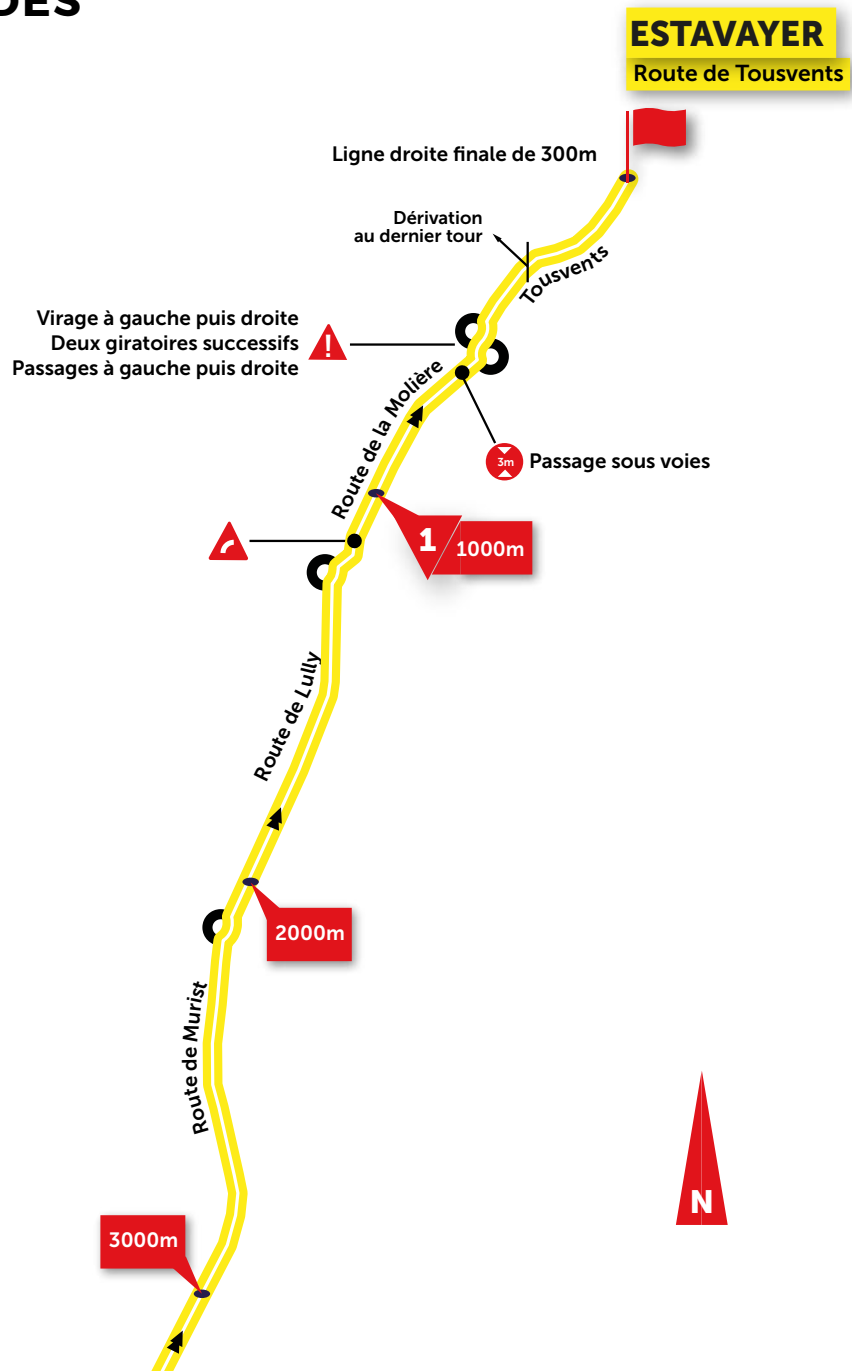 ESTAVAYER
Route de Tousvents
Ligne droite finale de 300m
Dérivation
au dernier tour
Tousvents
Virage à gauche puis droite
Deux giratoires successifs
Passages à gauche puis droite
!
Route de la Molière
3m
Passage sous voies
1
1000m
Route de Lully
2000m
Route de Murist
N
3000m